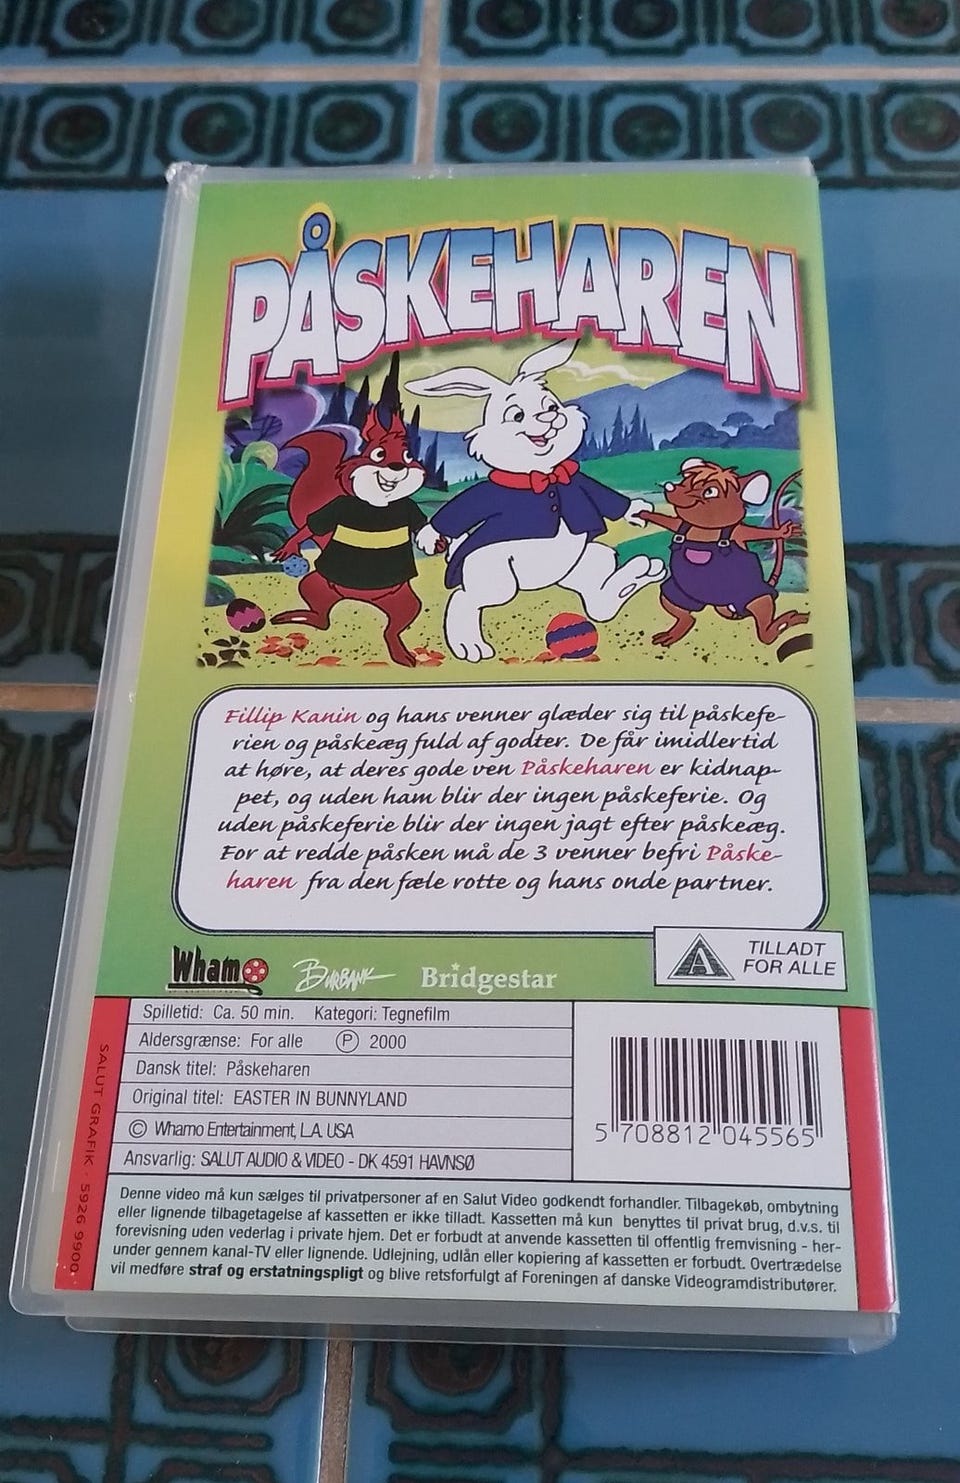 PÅSKEHAREN
Fillip Kanin og hans venner glæder sig til påskefe-
rien og påskeæg fuld af godter. De får imidlertid
at høre, at deres gode ven Påskeharen er kidnap-
pet, og uden ham blir der ingen påskeferie. Og
uden påskeferie blir der ingen jagt efter påskeæg.
For at redde påsken må de 3 venner befri Påske-
haren fra den fæle rotte og hans onde partner.
Whamo BURBANK Bridgestar
A TILLADT
FOR ALLE
Spilletid: Ca. 50 min. Kategori: Tegnefilm
Aldersgrænse: For alle Ⓟ 2000
Dansk titel: Påskeharen
Original titel: EASTER IN BUNNYLAND
© Whamo Entertainment, L.A. USA
Ansvarlig: SALUT AUDIO & VIDEO - DK 4591 HAVNSØ
5 708812 045565
SALUT GRAFIK · 5926 9900
Denne video må kun sælges til privatpersoner af en Salut Video godkendt forhandler. Tilbagekøb, ombytning
eller lignende tilbagetagelse af kassetten er ikke tilladt. Kassetten må kun benyttes til privat brug, d.v.s. til
forevisning uden vederlag i private hjem. Det er forbudt at anvende kassetten til offentlig fremvisning - her-
under gennem kanal-TV eller lignende. Udlejning, udlån eller kopiering af kassetten er forbudt. Overtrædelse
vil medføre straf og erstatningspligt og blive retsforfulgt af Foreningen af danske Videogramdistributører.